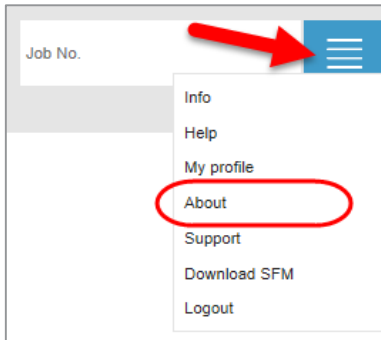 Job No.
Info
Help
My profile
About
Support
Download SFM
Logout